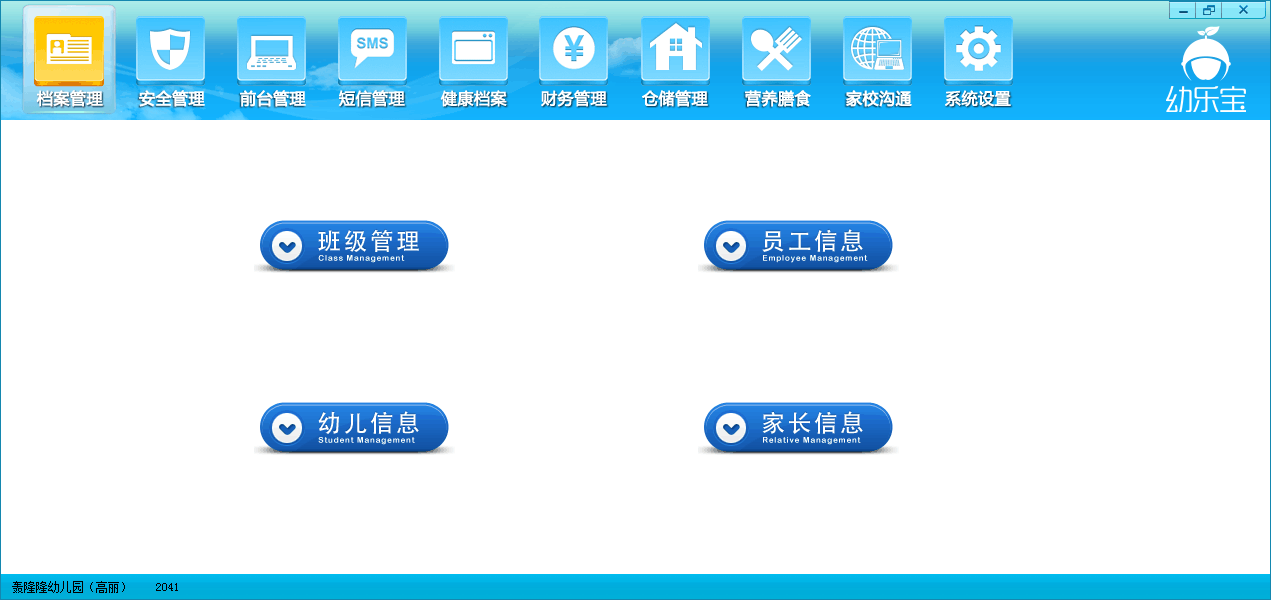 SMS
¥
档案管理 安全管理 前台管理 短信管理 健康档案 财务管理 仓储管理 营养膳食 家校沟通 系统设置
幼乐宝
班级管理
Class Management
员工信息
Employee Management
幼儿信息
Student Management
家长信息
Relative Management
轰隆隆幼儿园（高丽） 2041